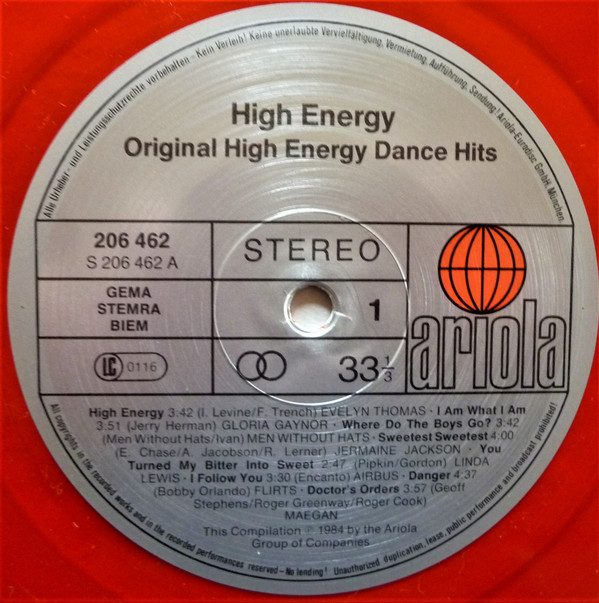 Alle Urheber- und Leistungsschutzrechte vorbehalten - Kein Verleih! Keine unerlaubte Vervielfältigung, Vermietung, Aufführung, Sendung! Ariola-Eurodisc GmbH, München.
High Energy
Original High Energy Dance Hits
206 462
S 206 462 A
STEREO
GEMA
STEMRA
BIEM
1
LC 0116
33 1/3
ariola
High Energy 3:42 (I. Levine/F. Trench) EVELYN THOMAS · I Am What I Am
3:51 (Jerry Herman) GLORIA GAYNOR · Where Do The Boys Go? 3:42
(Men Without Hats/Ivan) MEN WITHOUT HATS · Sweetest Sweetest 4:00
(E. Chase/A. Jacobson/R. Lerner) JERMAINE JACKSON · You
Turned My Bitter Into Sweet 2:47 (Pipkin/Gordon) LINDA
LEWIS · I Follow You 3:30 (Encanto) AIRBUS · Danger 4:37
(Bobby Orlando) FLIRTS · Doctor's Orders 3:57 (Geoff
Stephens/Roger Greenway/Roger Cook)
MAEGAN
This Compilation ℗ 1984 by the Ariola
Group of Companies
All copyrights in the recorded works and in the recorded performances reserved - No lending! Unauthorized duplication, lease, public performance and broadcast prohibited!